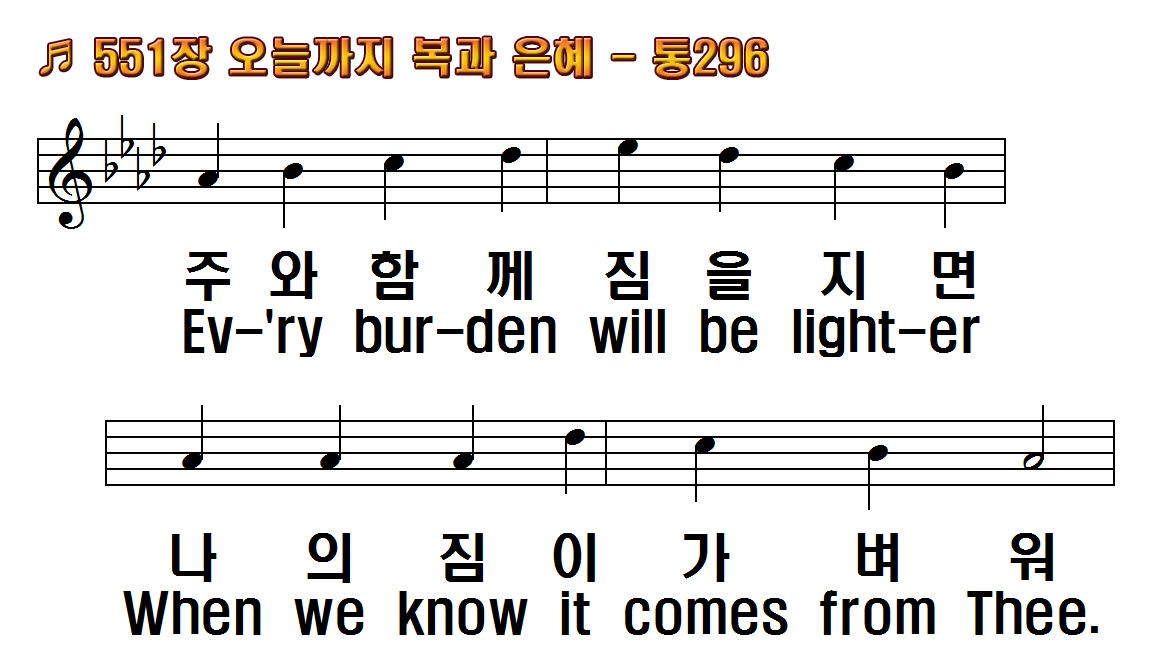 ♬ 551장 오늘까지 복과 은혜 - 통296
주 와 함 께 짐 을 지 면
Ev-'ry bur-den will be light-er
나 의 짐 이 가 벼 워
When we know it comes from Thee.